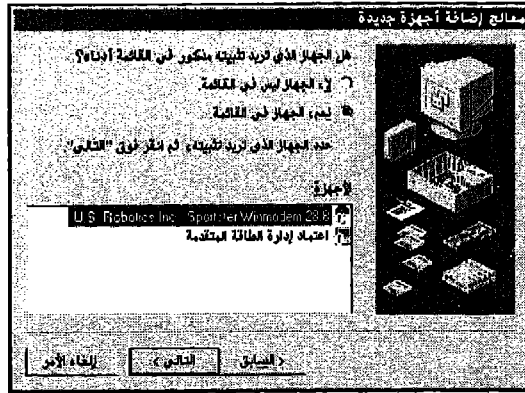 معالج إضافة أجهزة جديدة
هل الجهاز الذي تريد تثبيته مذكور في القائمة أدناه؟
لا، الجهاز ليس في القائمة
نعم، الجهاز في القائمة
حدد الجهاز الذي تريد تثبيته، ثم انقر فوق "التالي".
الأجهزة
U.S. Robotics Inc. Sportster Winmodem 28.8
اعتماد إدارة الطاقة المتقدمة
< السابق
التالي >
إلغاء الأمر